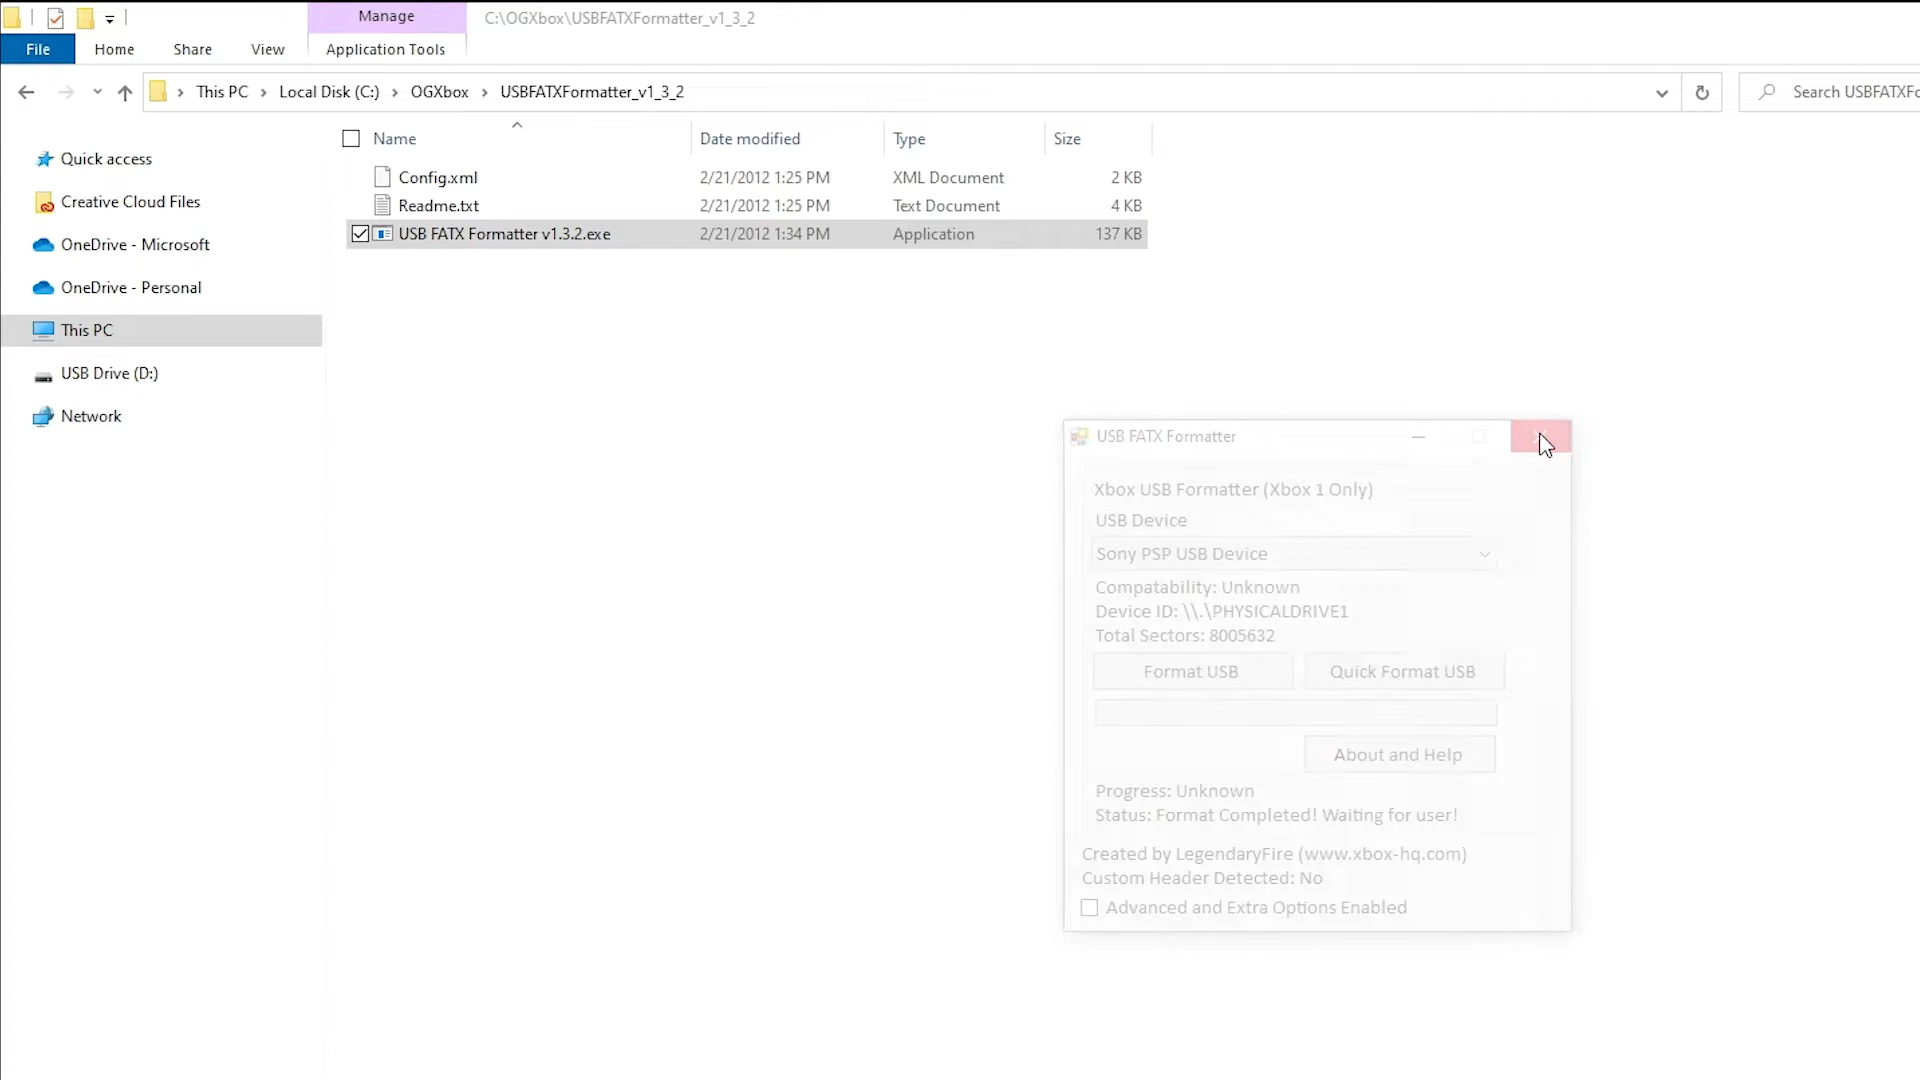 Manage
C:\OGXbox\USBFATXFormatter_v1_3_2
File
Home
Share
View
Application Tools
This PC
Local Disk (C:)
OGXbox
USBFATXFormatter_v1_3_2
Search USBFATXFo
Name
Date modified
Type
Size
Config.xml 2/21/2012 1:25 PM XML Document 2 KB
Readme.txt 2/21/2012 1:25 PM Text Document 4 KB
USB FATX Formatter v1.3.2.exe 2/21/2012 1:34 PM Application 137 KB
Quick access
Creative Cloud Files
OneDrive - Microsoft
OneDrive - Personal
This PC
USB Drive (D:)
Network
USB FATX Formatter
Xbox USB Formatter (Xbox 1 Only)
USB Device
Sony PSP USB Device
Compatability: Unknown
Device ID: \\.\PHYSICALDRIVE1
Total Sectors: 8005632
Format USB
Quick Format USB
About and Help
Progress: Unknown
Status: Format Completed! Waiting for user!
Created by LegendaryFire (www.xbox-hq.com)
Custom Header Detected: No
Advanced and Extra Options Enabled